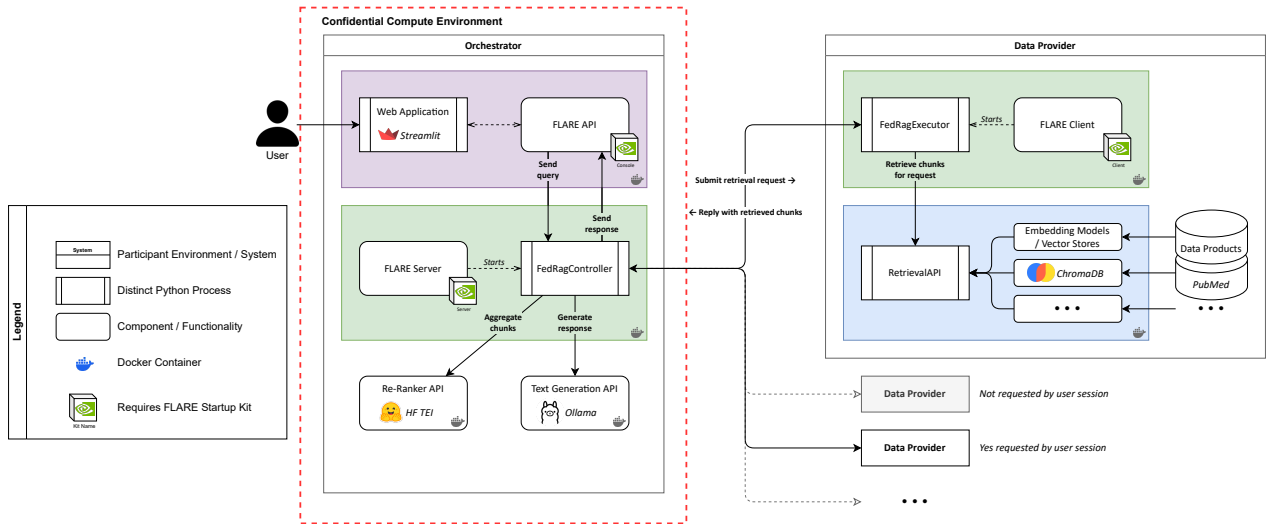 Confidential Compute Environment
Orchestrator
Web Application
Streamlit
FLARE API
Console
User
Send
query
Send
response
FLARE Server
Server
Starts
FedRagController
Aggregate
chunks
Generate
response
Re-Ranker API
HF TEI
Text Generation API
Ollama
Submit retrieval request →
← Reply with retrieved chunks
Data Provider
FedRagExecutor
Starts
FLARE Client
Client
Retrieve chunks
for request
RetrievalAPI
Embedding Models
/ Vector Stores
ChromaDB
• • •
Data Products
PubMed
• • •
Data Provider
Not requested by user session
Data Provider
Yes requested by user session
• • •
Legend
System
Participant Environment / System
Distinct Python Process
Component / Functionality
Docker Container
Requires FLARE Startup Kit
Kit Name